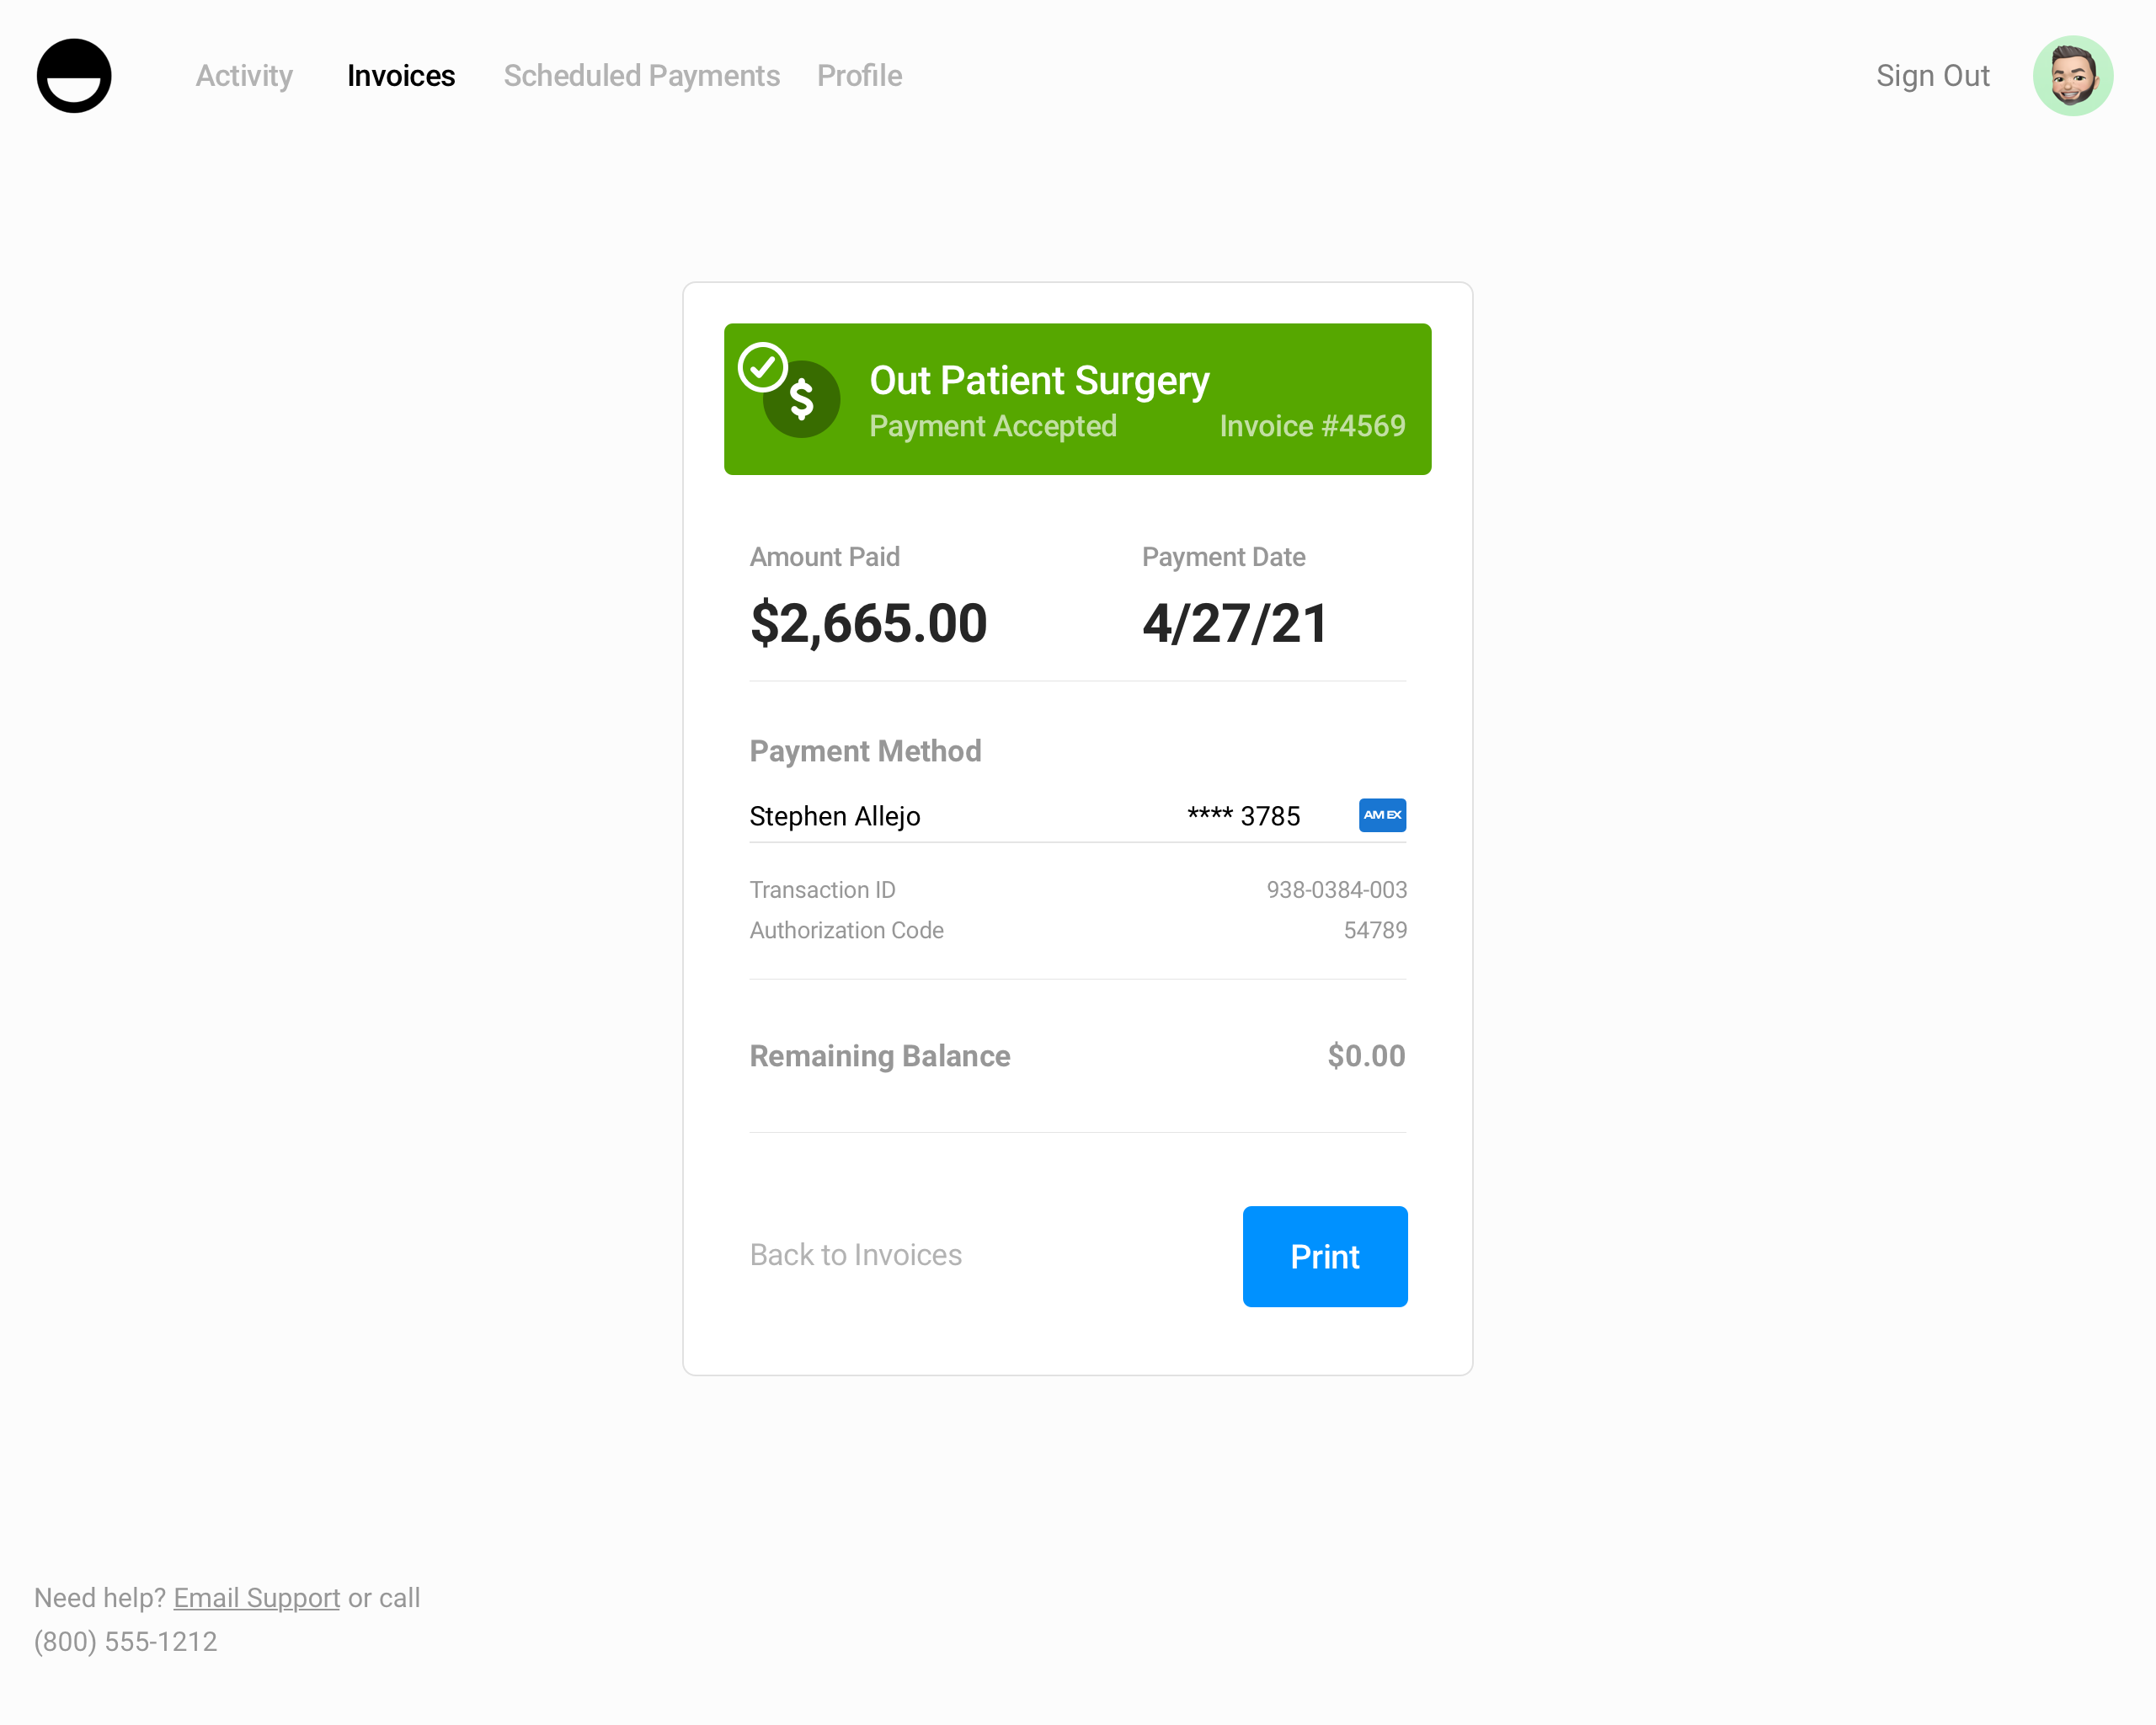 Activity Invoices Scheduled Payments Profile Sign Out
Out Patient Surgery
Payment Accepted Invoice #4569
Amount Paid Payment Date
$2,665.00 4/27/21
Payment Method
Stephen Allejo **** 3785 AM EX
Transaction ID 938-0384-003
Authorization Code 54789
Remaining Balance $0.00
Back to Invoices Print
Need help? Email Support or call
(800) 555-1212